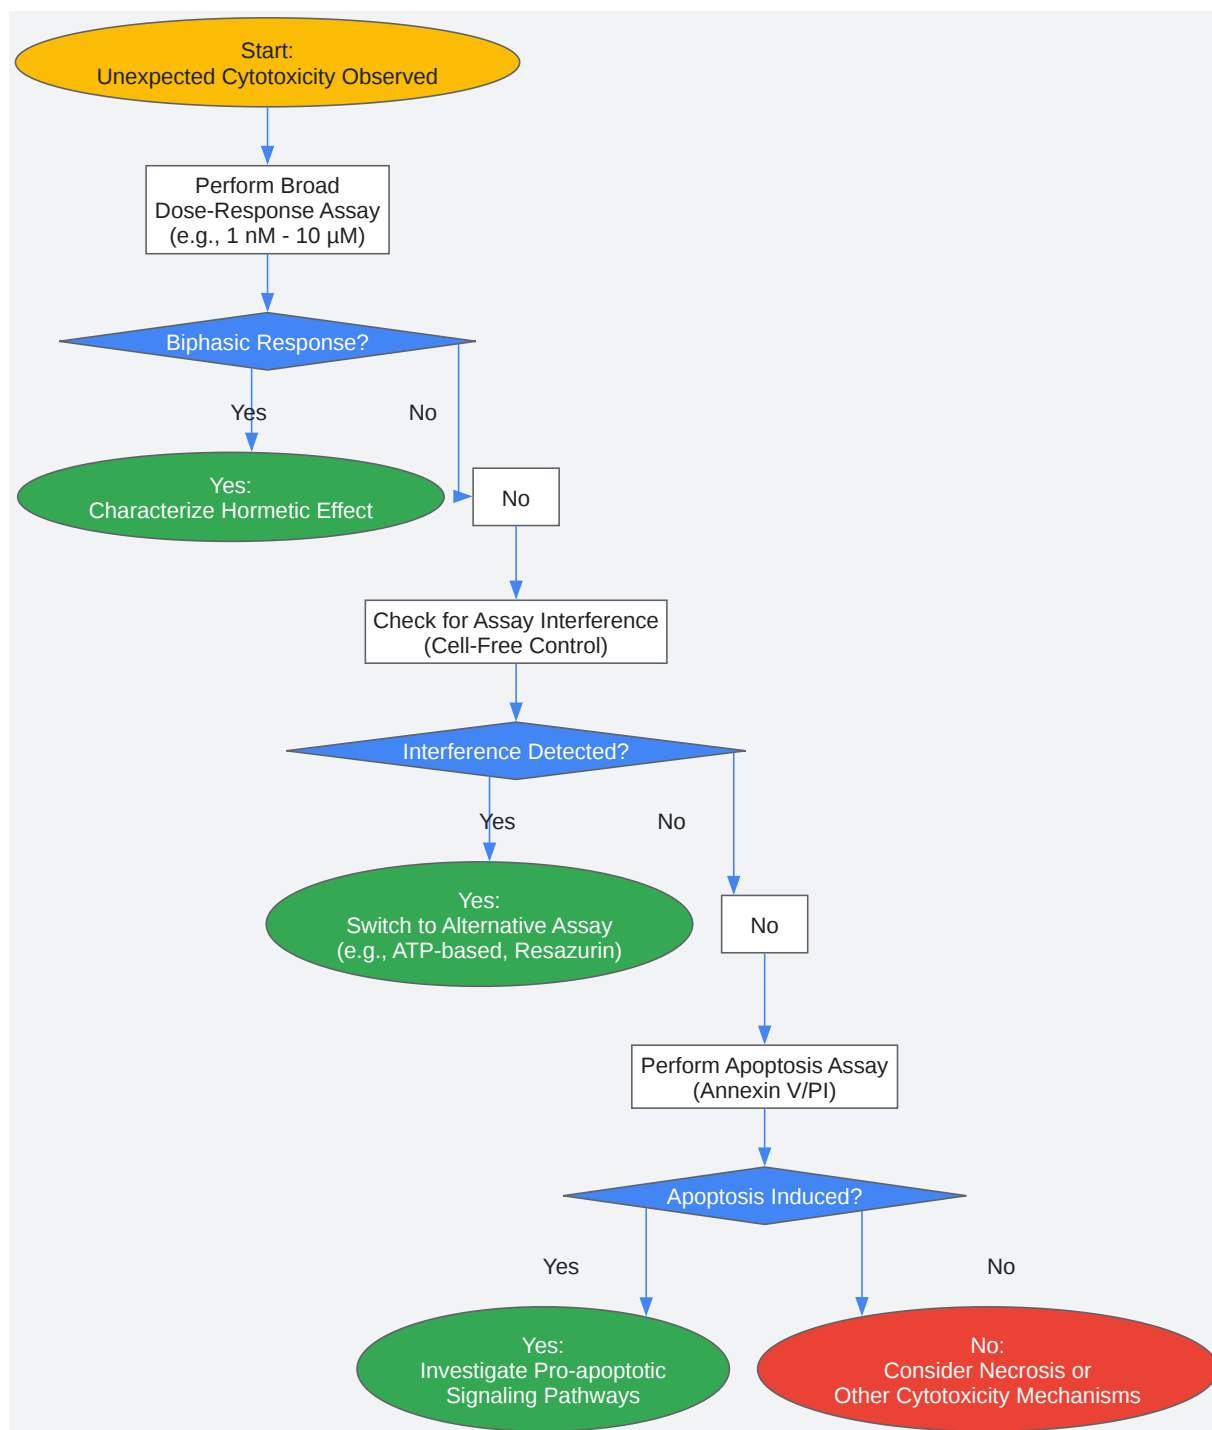 Start:
Unexpected Cytotoxicity Observed
Perform Broad
Dose-Response Assay
(e.g., 1 nM - 10 µM)
Biphasic Response?
Yes
No
Yes:
Characterize Hormetic Effect
No
Check for Assay Interference
(Cell-Free Control)
Interference Detected?
Yes
No
Yes:
Switch to Alternative Assay
(e.g., ATP-based, Resazurin)
No
Perform Apoptosis Assay
(Annexin V/PI)
Apoptosis Induced?
Yes
No
Yes:
Investigate Pro-apoptotic
Signaling Pathways
No:
Consider Necrosis or
Other Cytotoxicity Mechanisms